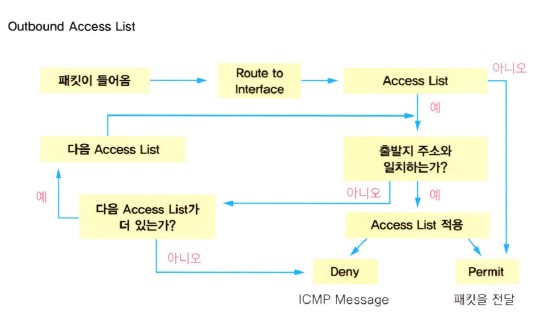 Outbound Access List
패킷이 들어옴
Route to
Interface
Access List
아니오
예
다음 Access List
출발지 주소와
일치하는가?
예
아니오
예
다음 Access List가
더 있는가?
Access List 적용
아니오
Deny
Permit
ICMP Message
패킷을 전달